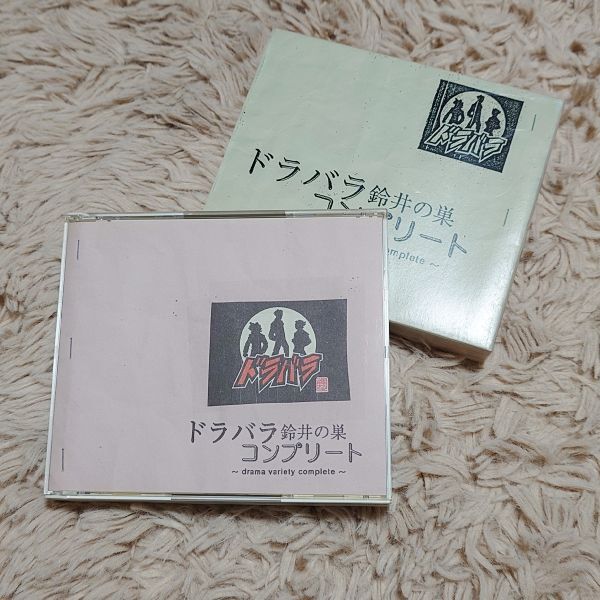 ドラバラ
ドラバラ 鈴井の巣
コンプリート
complete ～
ドラバラ
ドラバラ 鈴井の巣
コンプリート
～ drama variety complete ～